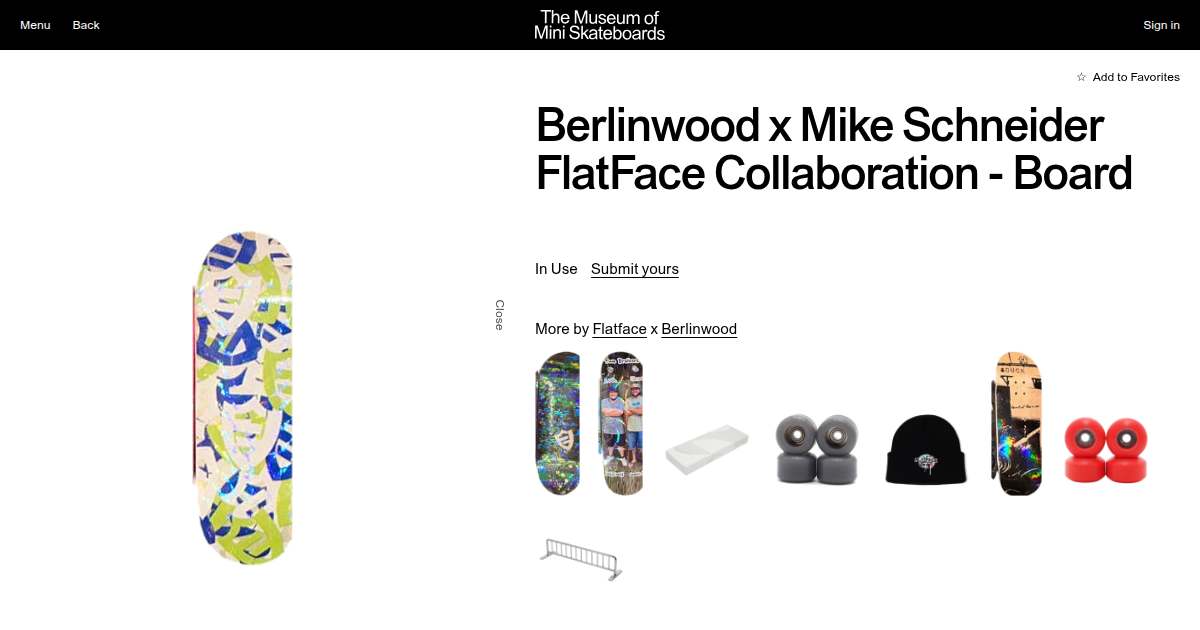 Menu
Back
The Museum of
Mini Skateboards
Sign in
☆ Add to Favorites
Berlinwood x Mike Schneider
FlatFace Collaboration - Board
In Use
Submit yours
Close
More by Flatface x Berlinwood